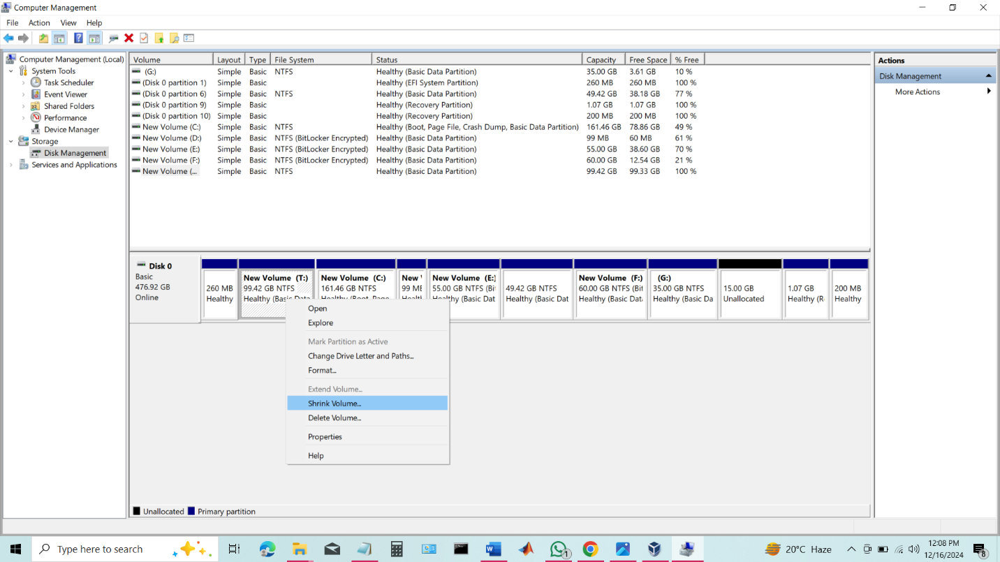 Computer Management
File Action View Help
Computer Management (Local)
System Tools
Task Scheduler
Event Viewer
Shared Folders
Performance
Device Manager
Storage
Disk Management
Services and Applications
Volume Layout Type File System Status Capacity Free Space % Free
(G:) Simple Basic NTFS Healthy (Basic Data Partition) 35.00 GB 3.61 GB 10 %
(Disk 0 partition 1) Simple Basic Healthy (EFI System Partition) 260 MB 260 MB 100 %
(Disk 0 partition 6) Simple Basic NTFS Healthy (Basic Data Partition) 49.42 GB 38.18 GB 77 %
(Disk 0 partition 9) Simple Basic Healthy (Recovery Partition) 1.07 GB 1.07 GB 100 %
(Disk 0 partition 10) Simple Basic Healthy (Recovery Partition) 200 MB 200 MB 100 %
New Volume (C:) Simple Basic NTFS Healthy (Boot, Page File, Crash Dump, Basic Data Partition) 161.46 GB 78.86 GB 49 %
New Volume (D:) Simple Basic NTFS (BitLocker Encrypted) Healthy (Basic Data Partition) 99 MB 60 MB 61 %
New Volume (E:) Simple Basic NTFS (BitLocker Encrypted) Healthy (Basic Data Partition) 55.00 GB 38.60 GB 70 %
New Volume (F:) Simple Basic NTFS (BitLocker Encrypted) Healthy (Basic Data Partition) 60.00 GB 12.54 GB 21 %
New Volume (... Simple Basic NTFS Healthy (Basic Data Partition) 99.42 GB 99.33 GB 100 %
Actions
Disk Management
More Actions
Disk 0
Basic
476.92 GB
Online
260 MB
Healthy
New Volume (T:)
99.42 GB NTFS
Healthy (Basic Data
New Volume (C:)
161.46 GB NTFS
Healthy (Boot, Page
New
99 ME
Healtl
New Volume (E:)
55.00 GB NTFS (Bit
Healthy (Basic Dat
49.42 GB NTFS
Healthy (Basic Dat
New Volume (F:)
60.00 GB NTFS (Bit
Healthy (Basic Dat
(G:)
35.00 GB NTFS
Healthy (Basic Da
15.00 GB
Unallocated
1.07 GB
Healthy (R
200 MB
Healthy
Open
Explore
Mark Partition as Active
Change Drive Letter and Paths...
Format...
Extend Volume...
Shrink Volume...
Delete Volume...
Properties
Help
Unallocated Primary partition
Type here to search
1
20°C Haze
12:08 PM
12/16/2024
8